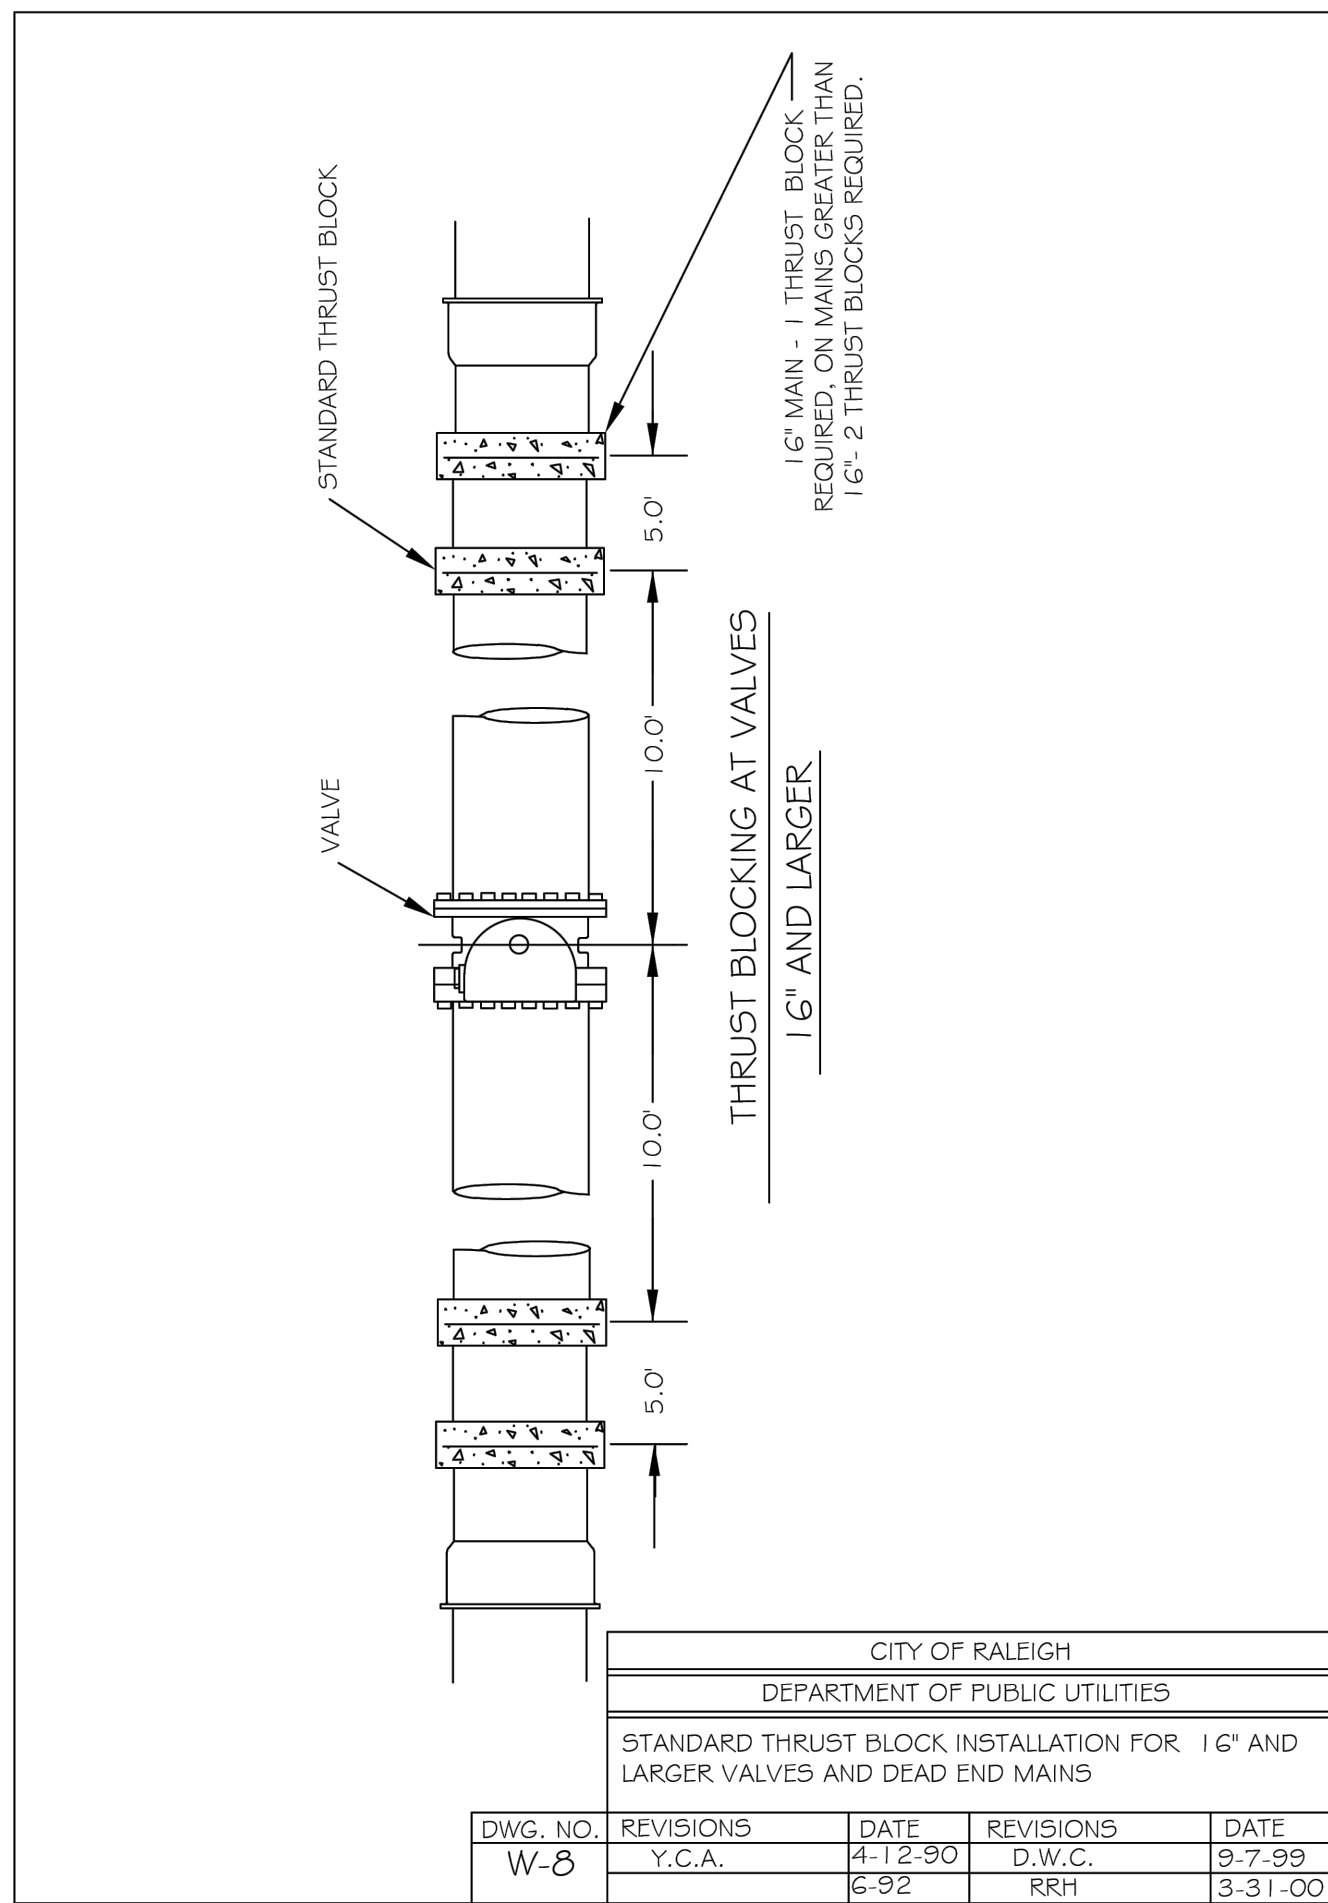 16" MAIN - 1 THRUST BLOCK
REQUIRED, ON MAINS GREATER THAN
16"- 2 THRUST BLOCKS REQUIRED.
STANDARD THRUST BLOCK
5.0'
10.0'
VALVE
THRUST BLOCKING AT VALVES
16" AND LARGER
10.0'
5.0'
CITY OF RALEIGH
DEPARTMENT OF PUBLIC UTILITIES
STANDARD THRUST BLOCK INSTALLATION FOR 16" AND
LARGER VALVES AND DEAD END MAINS
DWG. NO. REVISIONS DATE REVISIONS DATE
W-8 Y.C.A. 4-12-90 D.W.C. 9-7-99
6-92 RRH 3-31-00